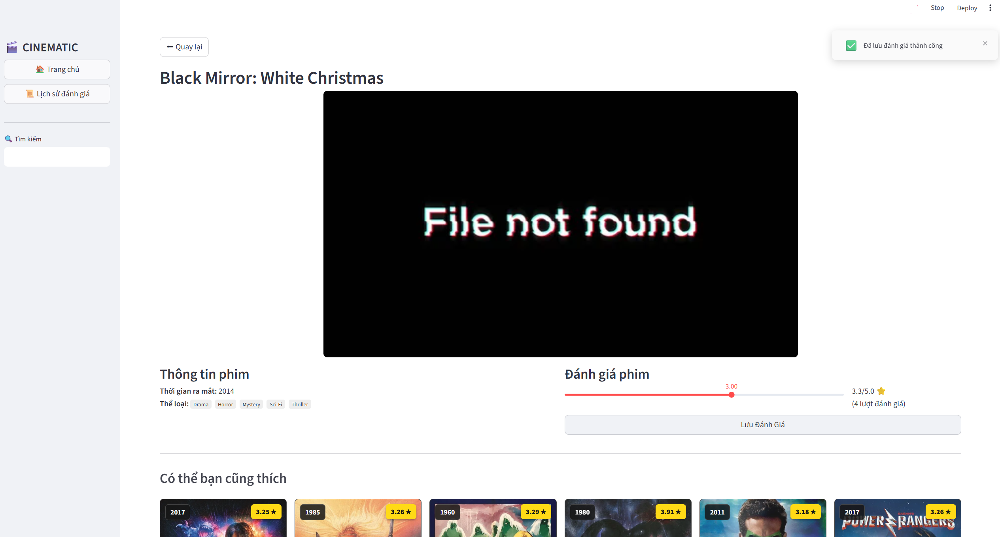 Stop
Deploy
CINEMATIC
Trang chủ
Lịch sử đánh giá
Tìm kiếm
Quay lại
Đã lưu đánh giá thành công
Black Mirror: White Christmas
File not found
Thông tin phim
Thời gian ra mắt: 2014
Thể loại: Drama Horror Mystery Sci-Fi Thriller
Đánh giá phim
3.00
3.3/5.0
(4 lượt đánh giá)
Lưu Đánh Giá
Có thể bạn cũng thích
2017 3.25 ★
1985 3.26 ★
1960 3.29 ★
1980 3.91 ★
2011 3.18 ★
2017 3.26 ★
SABAN'S
POWER RANGERS